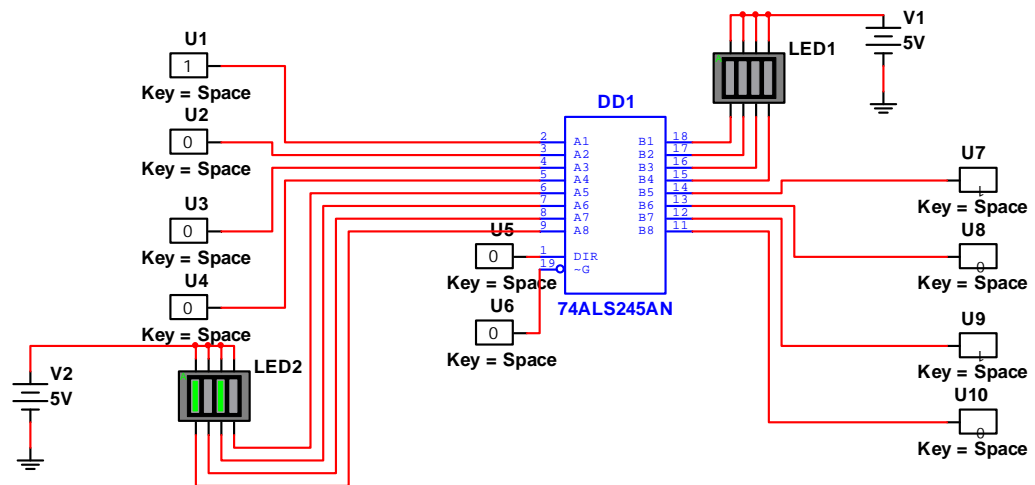 U1
1
Key = Space
U2
0
Key = Space
U3
0
Key = Space
U4
0
Key = Space
V2
5V
LED2
U5
0
Key = Space
U6
0
Key = Space
DD1
2 A1 B1 18
3 A2 B2 17
4 A3 B3 16
5 A4 B4 15
6 A5 B5 14
7 A6 B6 13
8 A7 B7 12
9 A8 B8 11
1 DIR
19 ~G
74ALS245AN
LED1
V1
5V
U7
1
Key = Space
U8
0
Key = Space
U9
1
Key = Space
U10
0
Key = Space